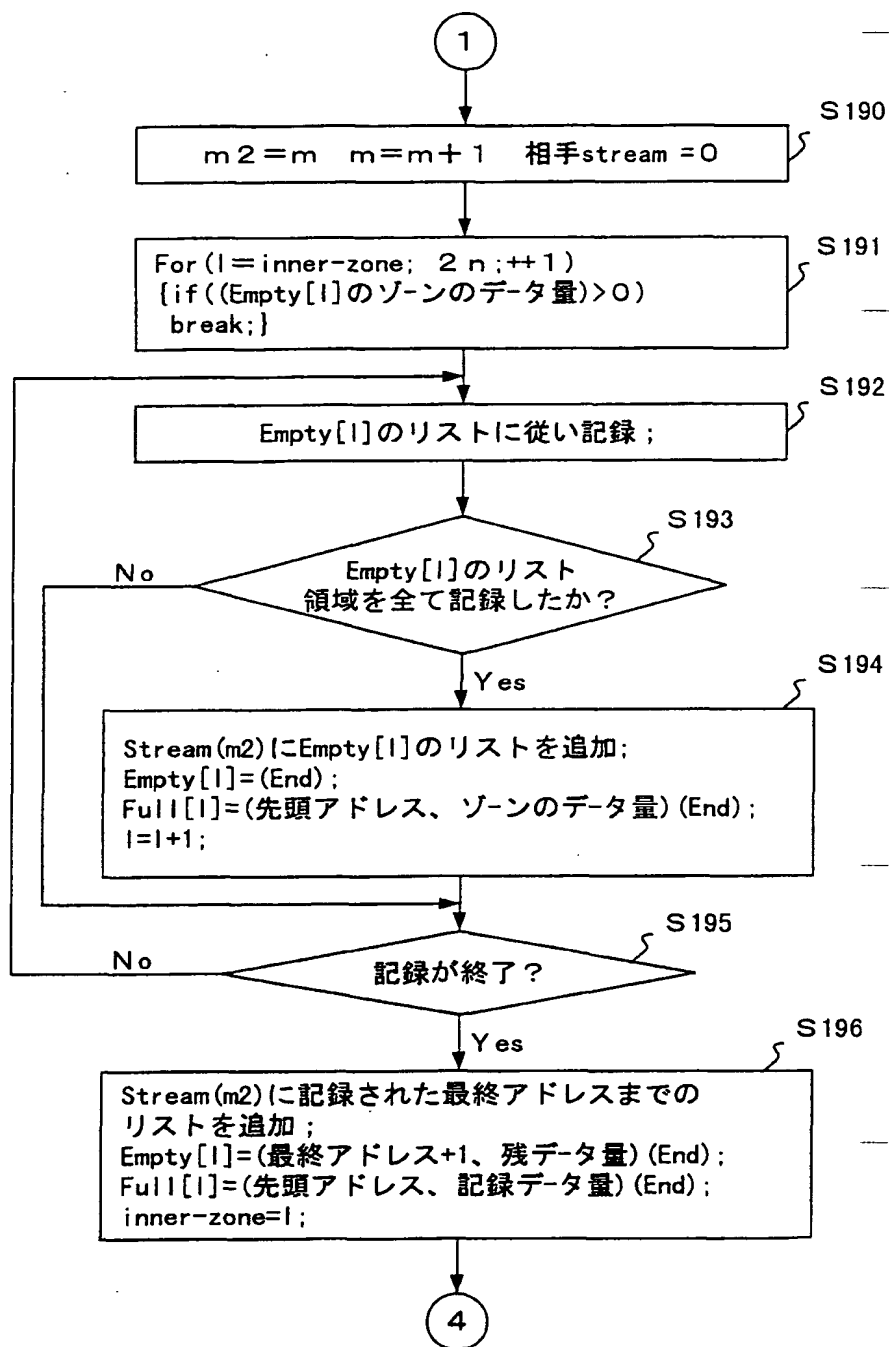 1
S190
m2=m m=m+1 相手stream =0
S191
For(l=inner-zone; 2n;++1)
{if((Empty[l]のゾーンのデータ量)>0)
break;}
S192
Empty[l]のリストに従い記録;
S193
No
Empty[l]のリスト
領域を全て記録したか?
Yes
S194
Stream(m2)にEmpty[l]のリストを追加;
Empty[l]=(End);
Full[l]=(先頭アドレス、ゾーンのデータ量)(End);
l=l+1;
S195
No
記録が終了?
Yes
S196
Stream(m2)に記録された最終アドレスまでの
リストを追加;
Empty[l]=(最終アドレス+1、残データ量)(End);
Full[l]=(先頭アドレス、記録データ量)(End);
inner-zone=l;
4